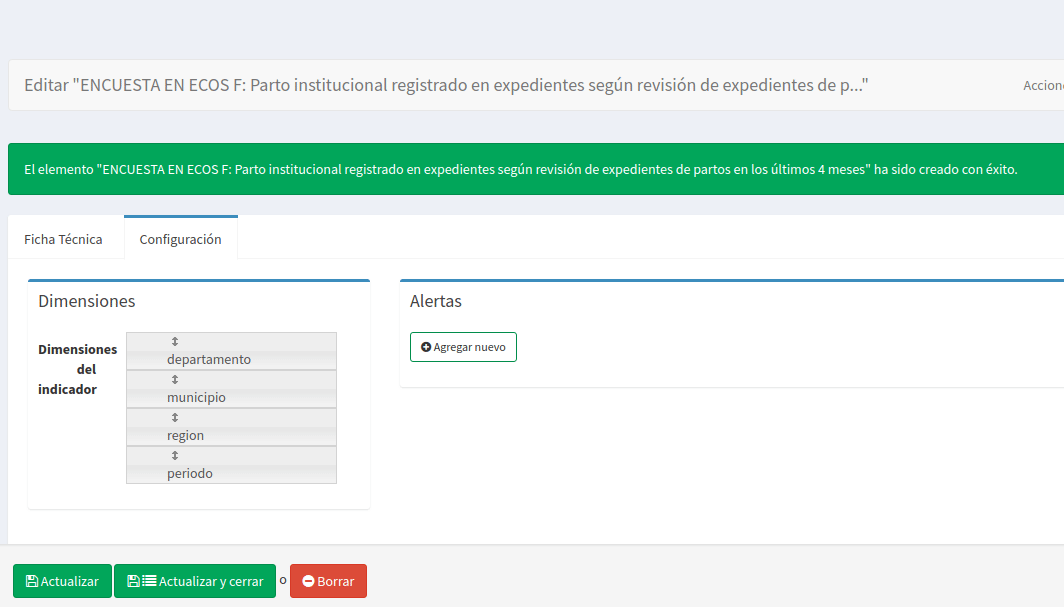 Editar "ENCUESTA EN ECOS F: Parto institucional registrado en expedientes según revisión de expedientes de p..."
Accion
El elemento "ENCUESTA EN ECOS F: Parto institucional registrado en expedientes según revisión de expedientes de partos en los últimos 4 meses" ha sido creado con éxito.
Ficha Técnica
Configuración
Dimensiones
Dimensiones
del
indicador
departamento
municipio
region
periodo
Alertas
Agregar nuevo
Actualizar
Actualizar y cerrar
o
Borrar